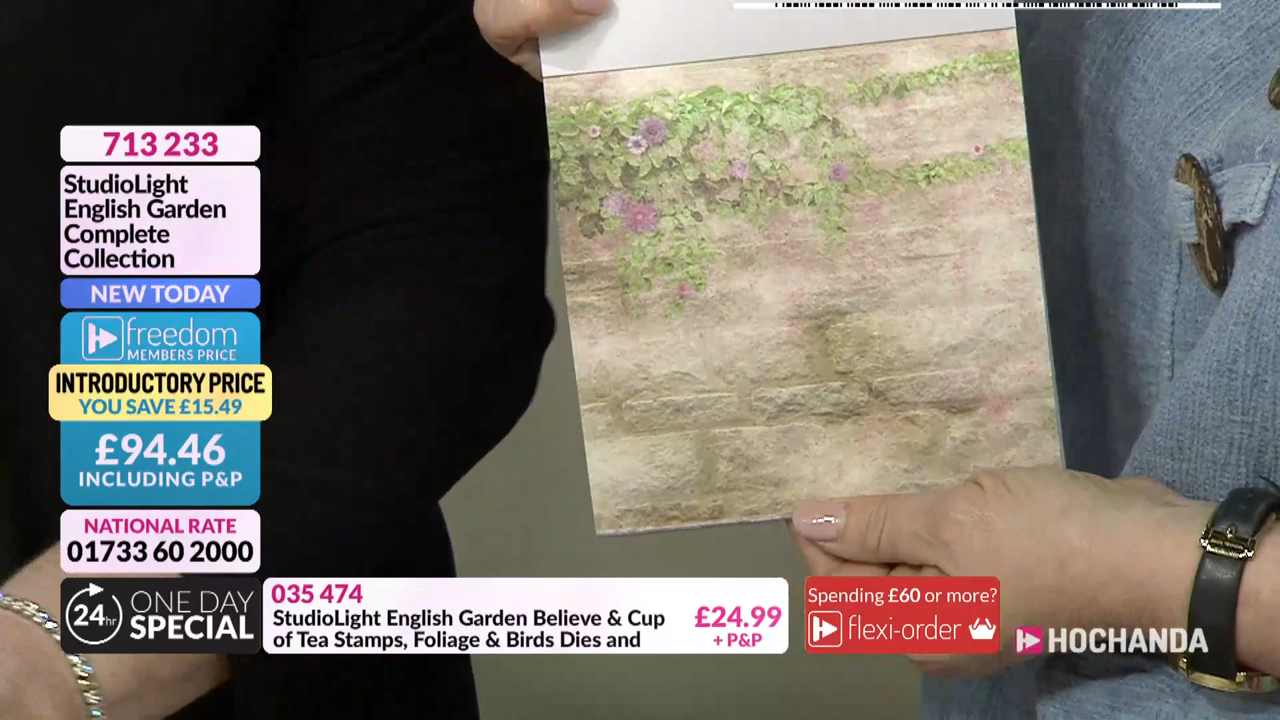 713 233
StudioLight
English Garden
Complete
Collection
NEW TODAY
freedom
MEMBERS PRICE
INTRODUCTORY PRICE
YOU SAVE £15.49
£94.46
INCLUDING P&P
NATIONAL RATE
01733 60 2000
24hr
ONE DAY
SPECIAL
035 474
StudioLight English Garden Believe & Cup
of Tea Stamps, Foliage & Birds Dies and
£24.99
+ P&P
Spending £60 or more?
flexi-order
HOCHANDA